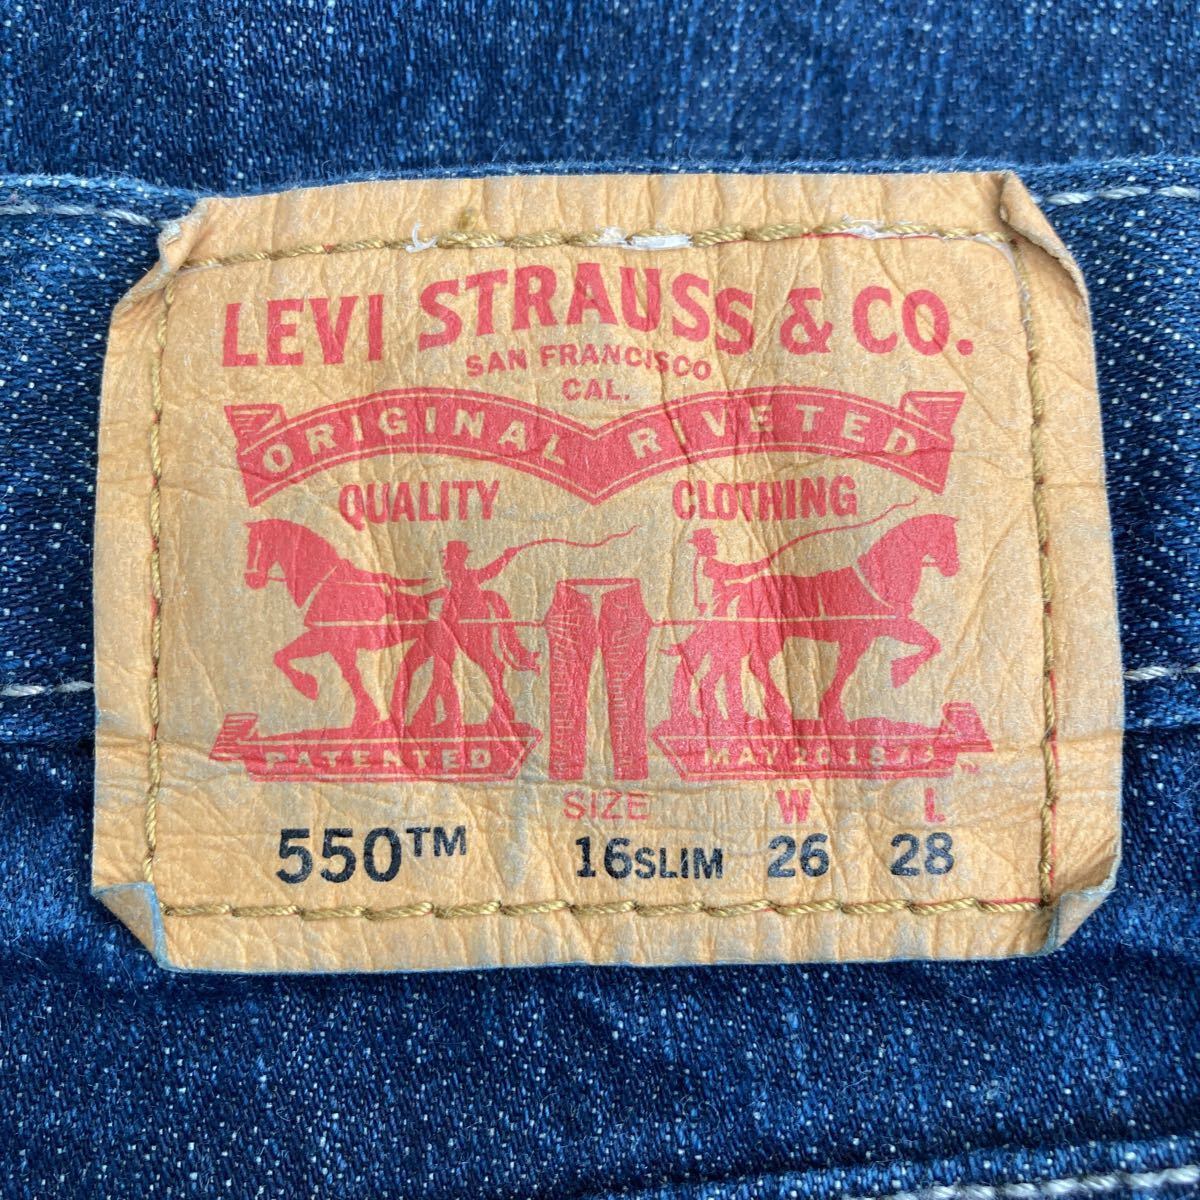 LEVI STRAUSS & CO.
SAN FRANCISCO
CAL.
ORIGINAL RIVETED
QUALITY CLOTHING
PATENTED MAY 20 1873 ™
SIZE W L
550™ 16SLIM 26 28